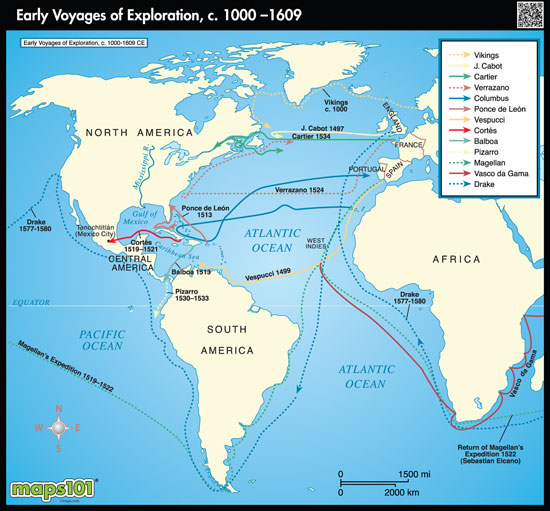 Early Voyages of Exploration, c. 1000 –1609
Early Voyages of Exploration, c. 1000-1609 CE
Vikings
J. Cabot
Cartier
Verrazano
Columbus
Ponce de León
Vespucci
Cortés
Balboa
Pizarro
Magellan
Vasco da Gama
Drake
Vikings
c. 1000
NORTH AMERICA
J. Cabot 1497
Cartier 1534
ENGLAND
FRANCE
PORTUGAL
SPAIN
Mississippi R.
Verrazano 1524
Ponce de León
1513
Drake
1577-1580
Gulf of
Mexico
Tenochtitlán
(Mexico City)
Cortés
1519–1521
Caribbean Sea
CENTRAL
AMERICA
ATLANTIC
OCEAN
WEST
INDIES
AFRICA
Balboa 1513
Vespucci 1499
Pizarro
1530–1533
Drake
1577-1580
EQUATOR
PACIFIC
OCEAN
SOUTH
AMERICA
Magellan's Expedition 1519–1522
ATLANTIC
OCEAN
Vasco da Gama
N
W
E
S
Return of Magellan's
Expedition 1522
(Sebastian Elcano)
0 1500 mi
0 2000 km
maps101